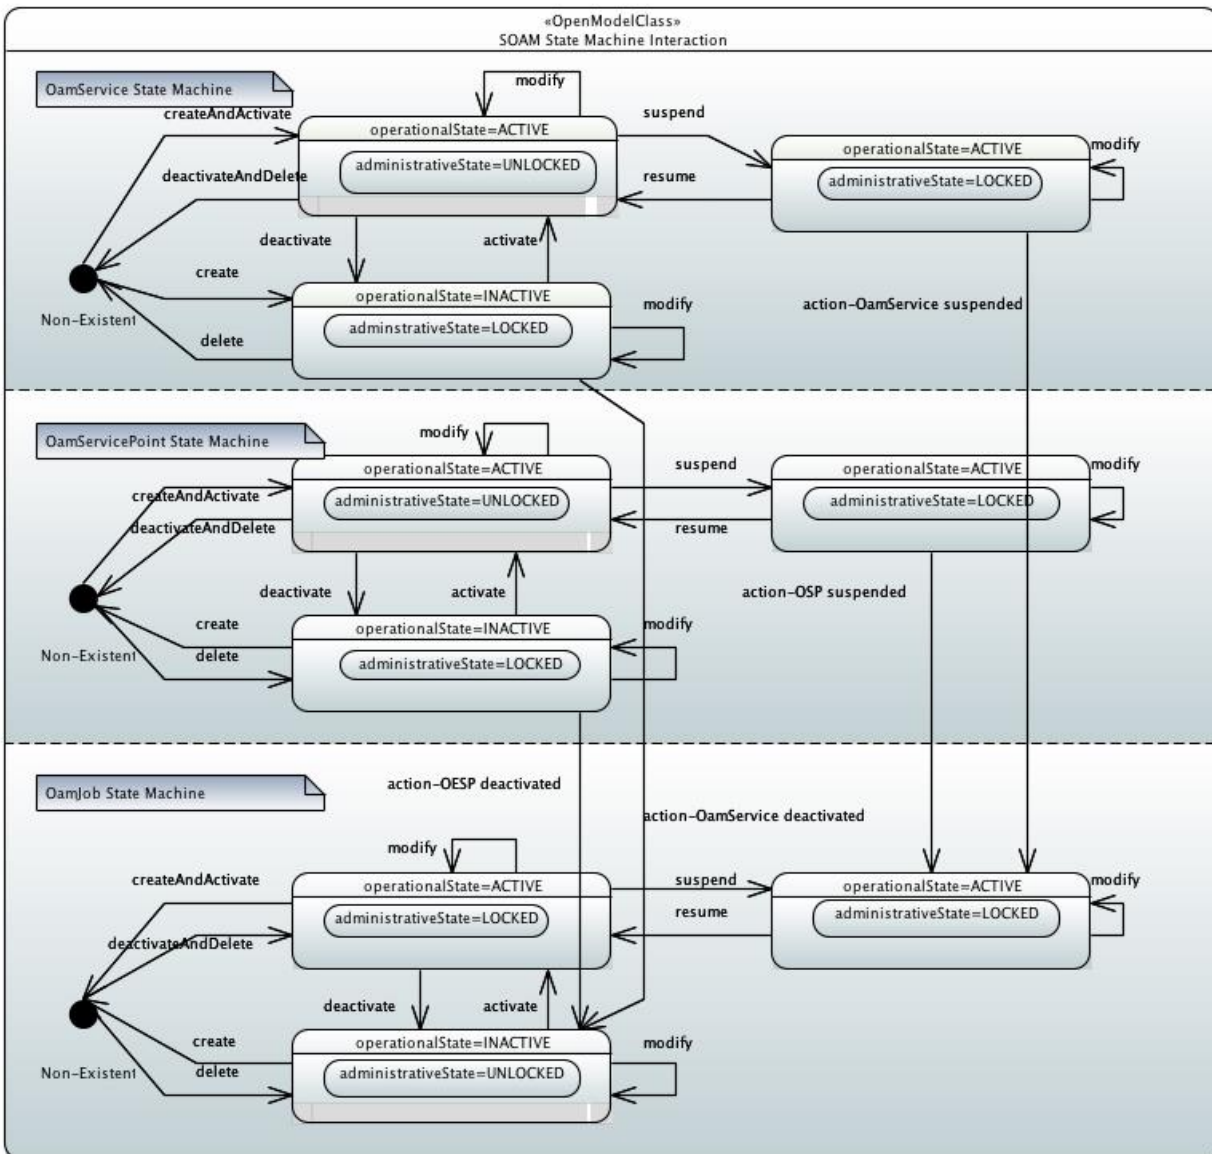 «OpenModelClass»
SOAM State Machine Interaction
OamService State Machine
modify
createAndActivate
suspend
operationalState=ACTIVE
administrativeState=UNLOCKED
operationalState=ACTIVE
administrativeState=LOCKED
modify
deactivateAndDelete
resume
deactivate
activate
create
operationalState=INACTIVE
adminstrativeState=LOCKED
modify
action-OamService suspended
Non-Existent
delete
OamServicePoint State Machine
modify
operationalState=ACTIVE
administrativeState=UNLOCKED
suspend
operationalState=ACTIVE
administrativeState=LOCKED
modify
createAndActivate
deactivateAndDelete
resume
deactivate
activate
action-OSP suspended
create
operationalState=INACTIVE
administrativeState=LOCKED
modify
Non-Existent
delete
OamJob State Machine
action-OESP deactivated
action-OamService deactivated
modify
createAndActivate
operationalState=ACTIVE
administrativeState=LOCKED
suspend
operationalState=ACTIVE
administrativeState=LOCKED
modify
resume
deactivateAndDelete
deactivate
activate
create
operationalState=INACTIVE
administrativeState=UNLOCKED
modify
Non-Existent
delete